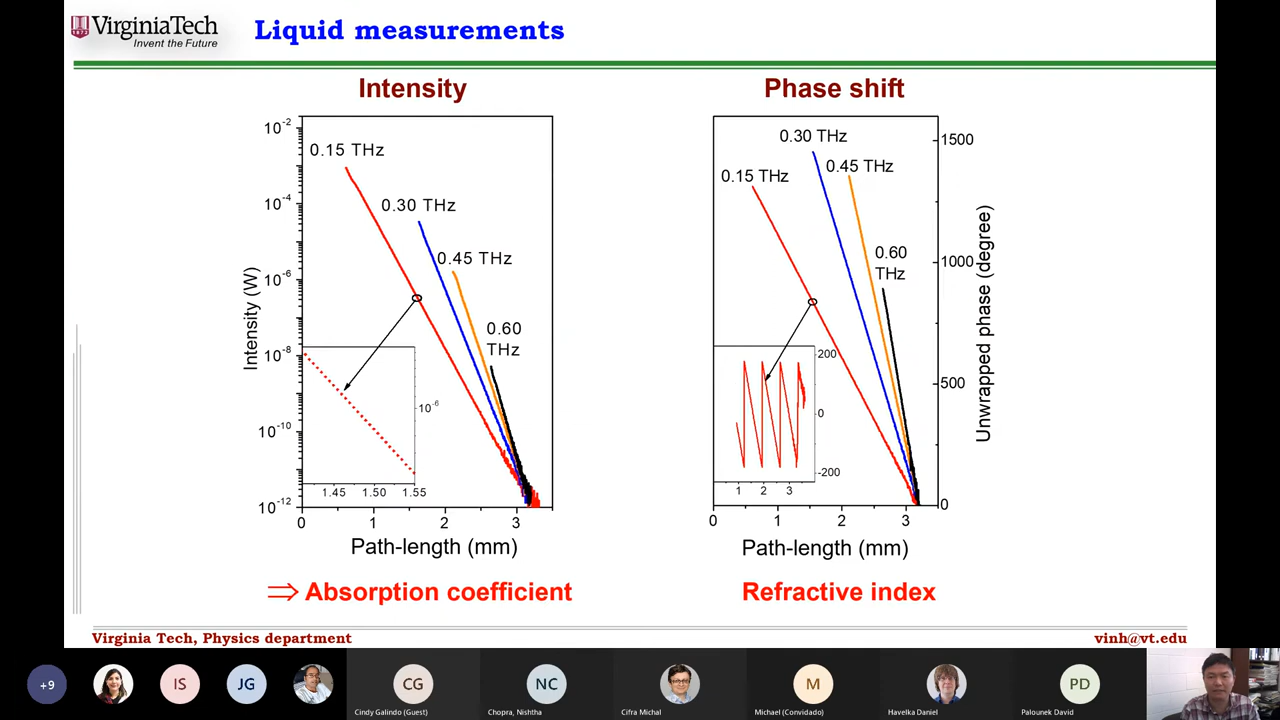 VirginiaTech
Invent the Future
Liquid measurements
Intensity
Phase shift
10-2
10-4
10-6
10-8
10-10
10-12
Intensity (W)
0.15 THz
0.30 THz
0.45 THz
0.60
THz
10-6
1.45 1.50 1.55
0 1 2 3
Path-length (mm)
0.30 THz
0.45 THz
0.15 THz
0.60
THz
1500
1000
500
0
Unwrapped phase (degree)
200
0
-200
1 2 3
0 1 2 3
Path-length (mm)
⇒ Absorption coefficient
Refractive index
Virginia Tech, Physics department
vinh@vt.edu
+9
IS
JG
CG
NC
M
PD
Cindy Galindo (Guest)
Chopra, Nishtha
Cifra Michal
Michael (Convidado)
Havelka Daniel
Palounek David